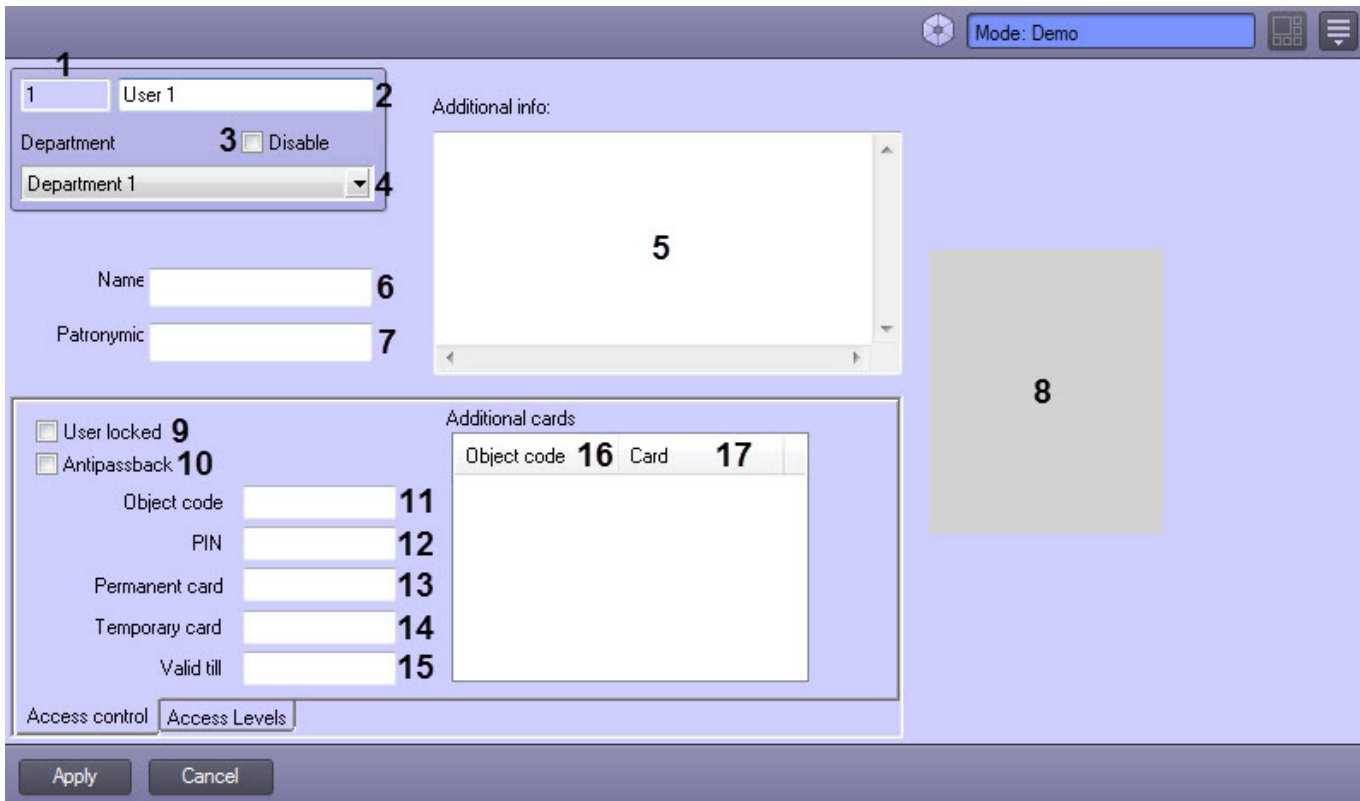 Mode: Demo
1
1 User 1 2
Additional info:
Department 3 Disable
Department 1 4
5
Name 6
Patronymic 7
8
User locked 9
Antipassback 10
Object code 11
PIN 12
Permanent card 13
Temporary card 14
Valid till 15
Additional cards
Object code 16 Card 17
Access control Access Levels
Apply Cancel